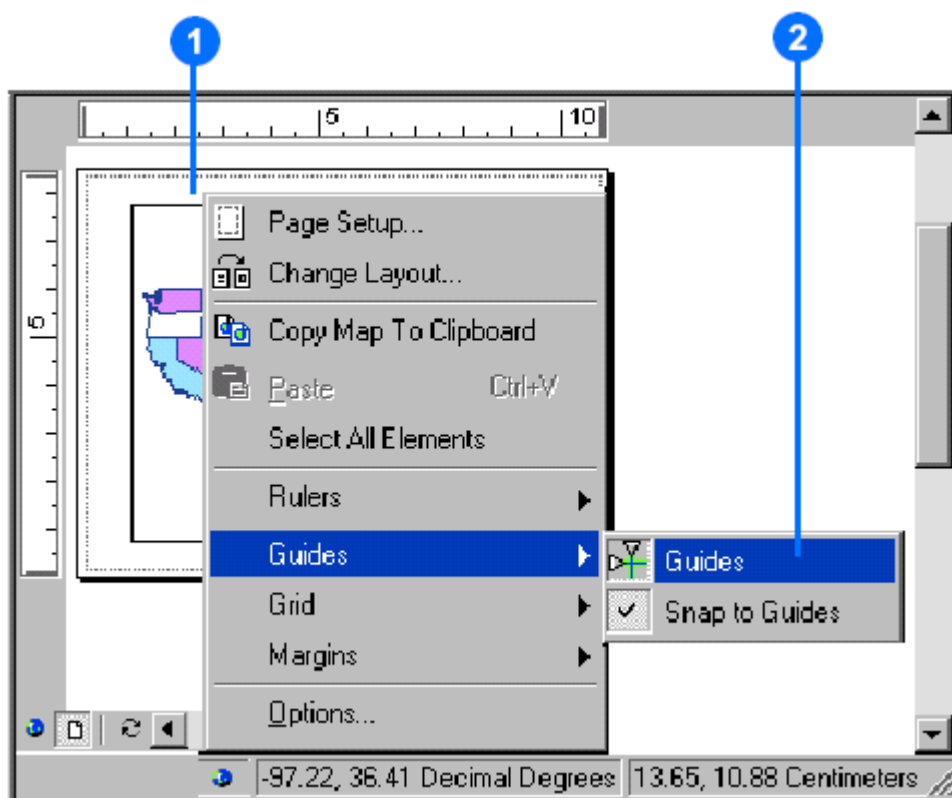 1
2
5
10
5
Page Setup...
Change Layout...
Copy Map To Clipboard
Paste Ctrl+V
Select All Elements
Rulers
Guides
Grid
Margins
Options...
Guides
Snap to Guides
-97.22, 36.41 Decimal Degrees
13.65, 10.88 Centimeters